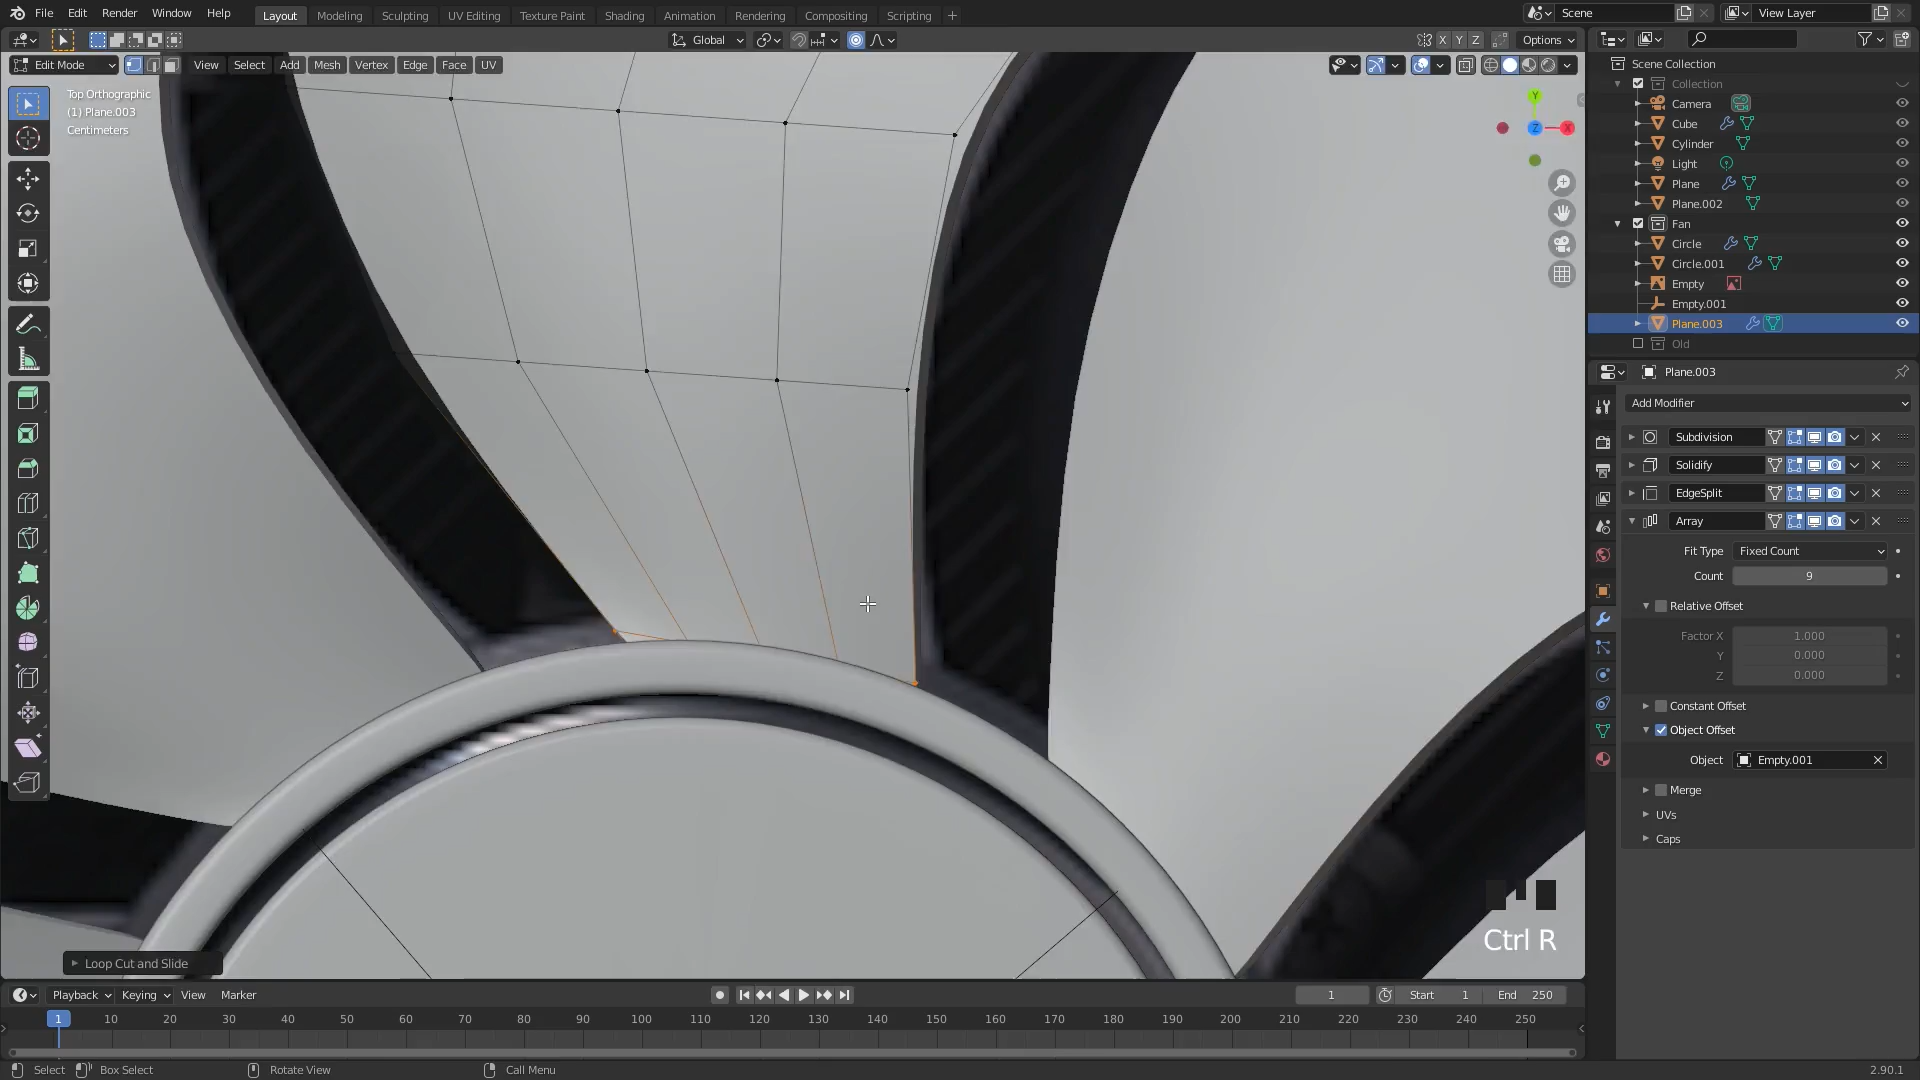 File Edit Render Window Help
Layout Modeling Sculpting UV Editing Texture Paint Shading Animation Rendering Compositing Scripting +
Scene
View Layer
Global
X Y Z
Options
Edit Mode
View Select Add Mesh Vertex Edge Face UV
Top Orthographic
(1) Plane.003
Centimeters
Y
Z
X
Scene Collection
Collection
Camera
Cube
Cylinder
Light
Plane
Plane.002
Fan
Circle
Circle.001
Empty
Empty.001
Plane.003
Old
Plane.003
Add Modifier
Subdivision
Solidify
EdgeSplit
Array
Fit Type Fixed Count
Count 9
Relative Offset
Factor X 1.000
Y 0.000
Z 0.000
Constant Offset
Object Offset
Object Empty.001
Merge
UVs
Caps
Ctrl R
Loop Cut and Slide
Playback Keying View Marker
1 Start 1 End 250
1 10 20 30 40 50 60 70 80 90 100 110 120 130 140 150 160 170 180 190 200 210 220 230 240 250
Select Box Select Rotate View Call Menu
2.90.1